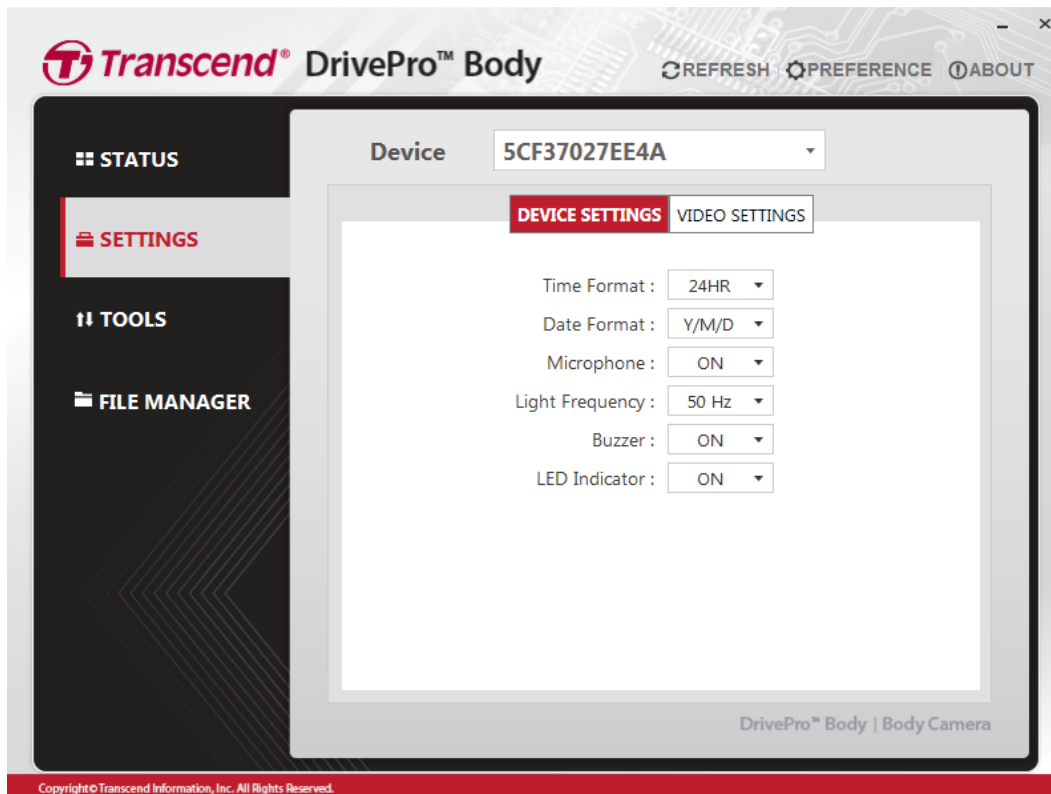 Transcend® DrivePro™ Body
REFRESH PREFERENCE ABOUT
Device 5CF37027EE4A
STATUS
SETTINGS
TOOLS
FILE MANAGER
DEVICE SETTINGS VIDEO SETTINGS
Time Format : 24HR
Date Format : Y/M/D
Microphone : ON
Light Frequency : 50 Hz
Buzzer : ON
LED Indicator : ON
DrivePro™ Body | Body Camera
Copyright© Transcend Information, Inc. All Rights Reserved.